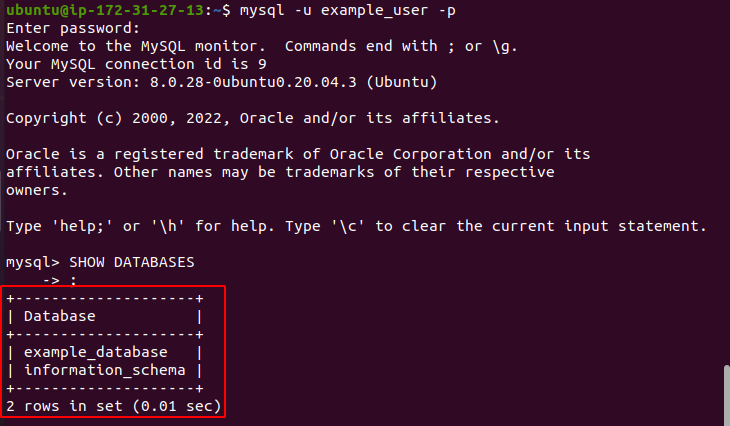 ubuntu@ip-172-31-27-13:~$ mysql -u example_user -p
Enter password:
Welcome to the MySQL monitor.  Commands end with ; or \g.
Your MySQL connection id is 9
Server version: 8.0.28-0ubuntu0.20.04.3 (Ubuntu)

Copyright (c) 2000, 2022, Oracle and/or its affiliates.

Oracle is a registered trademark of Oracle Corporation and/or its
affiliates. Other names may be trademarks of their respective
owners.

Type 'help;' or '\h' for help. Type '\c' to clear the current input statement.

mysql> SHOW DATABASES
    -> ;
+--------------------+
| Database           |
+--------------------+
| example_database   |
| information_schema |
+--------------------+
2 rows in set (0.01 sec)